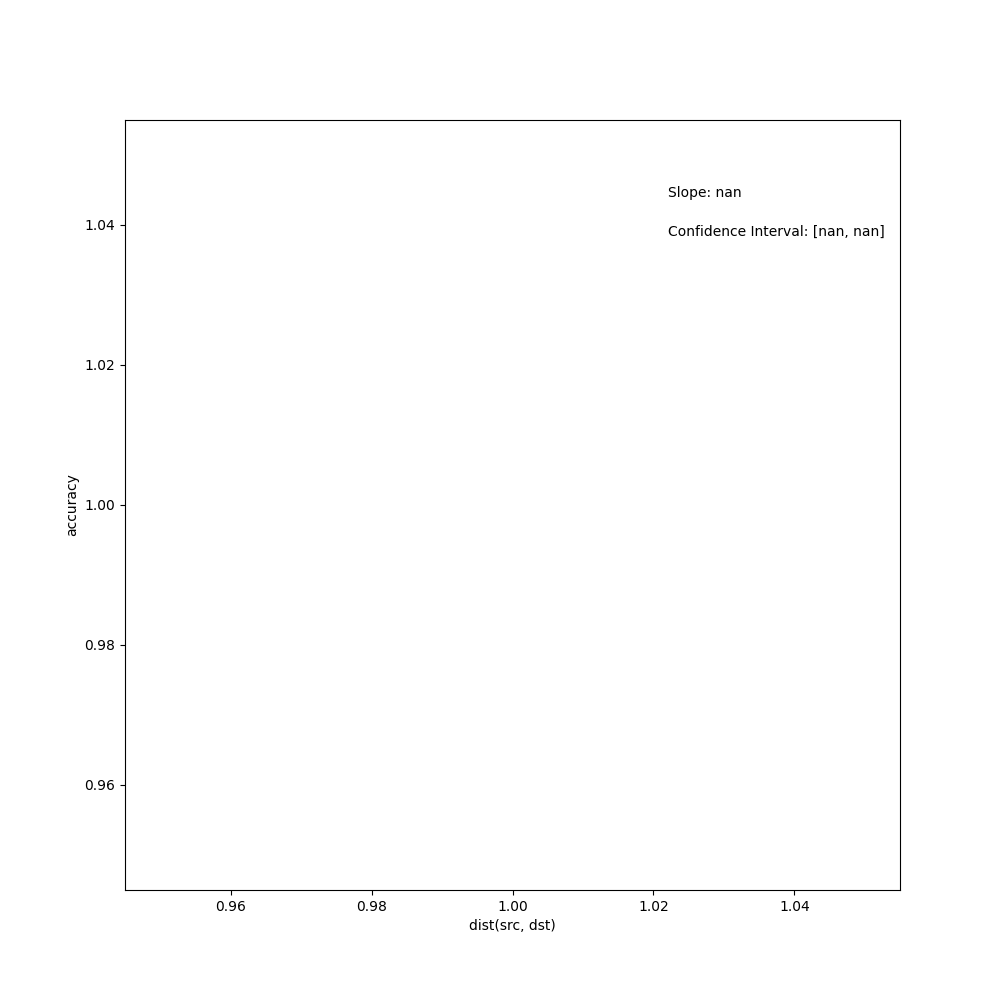 Slope: nan
Confidence Interval: [nan, nan]
1.04
1.02
1.00
0.98
0.96
accuracy
0.96 0.98 1.00 1.02 1.04
dist(src, dst)